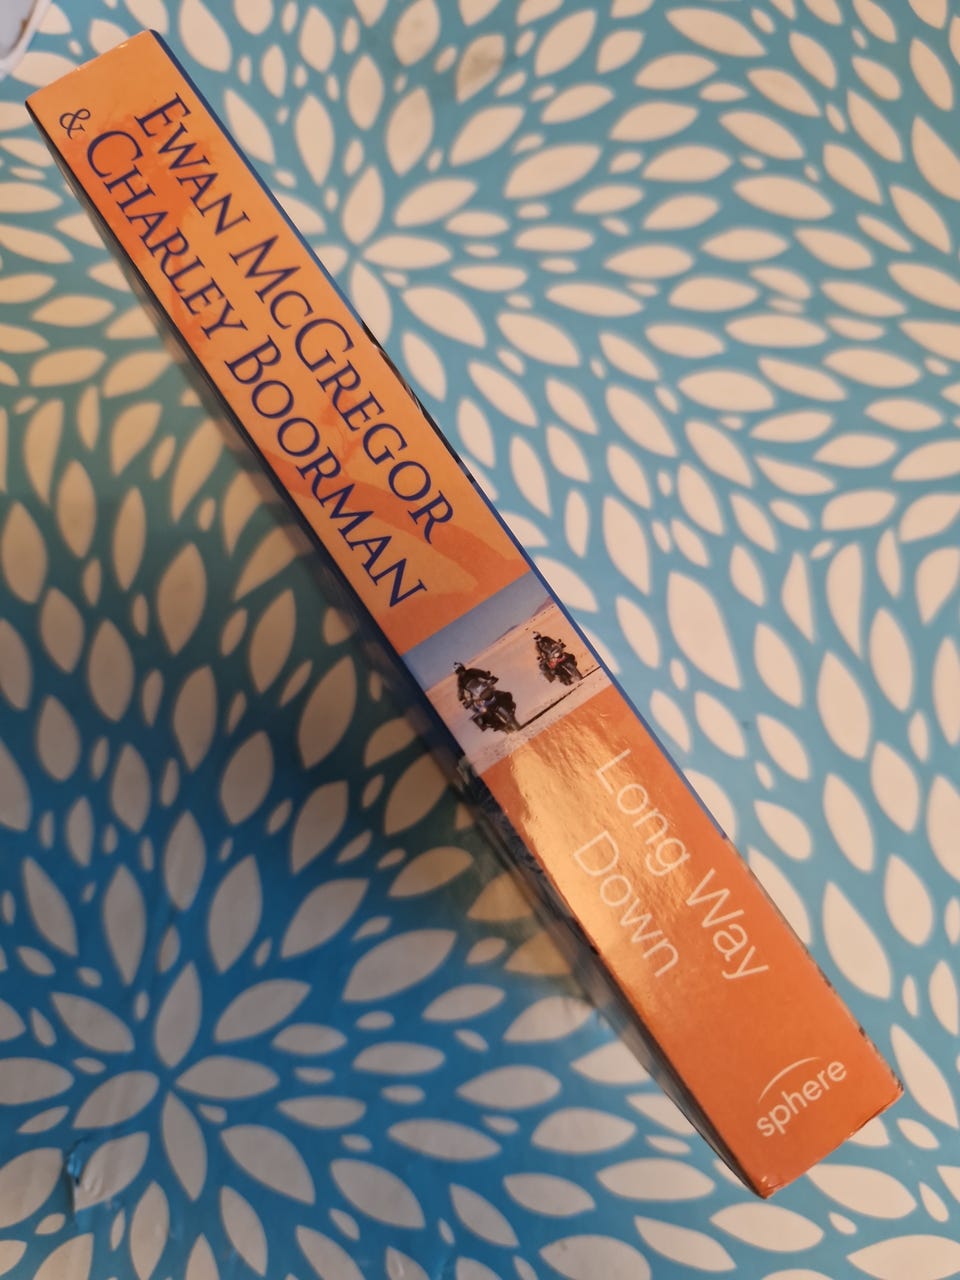 EWAN MCGREGOR
& CHARLEY BOORMAN
Long Way
Down
sphere